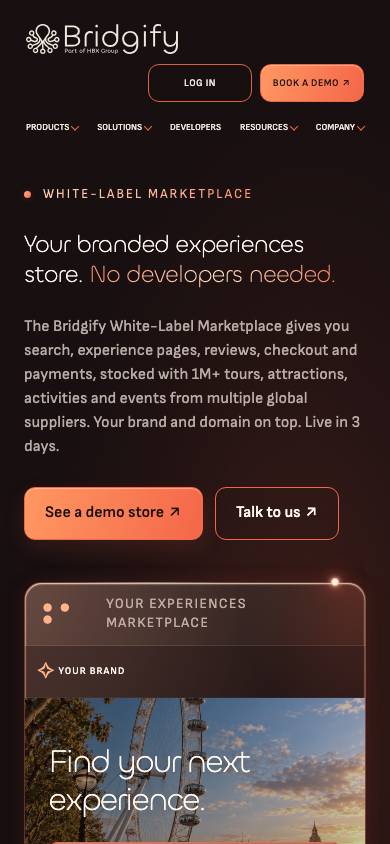 Bridgify
Part of HBX Group
LOG IN
BOOK A DEMO ↗
PRODUCTS
SOLUTIONS
DEVELOPERS
RESOURCES
COMPANY
WHITE-LABEL MARKETPLACE
Your branded experiences
store. No developers needed.
The Bridgify White-Label Marketplace gives you
search, experience pages, reviews, checkout and
payments, stocked with 1M+ tours, attractions,
activities and events from multiple global
suppliers. Your brand and domain on top. Live in 3
days.
See a demo store ↗
Talk to us ↗
YOUR EXPERIENCES
MARKETPLACE
YOUR BRAND
Find your next
experience.